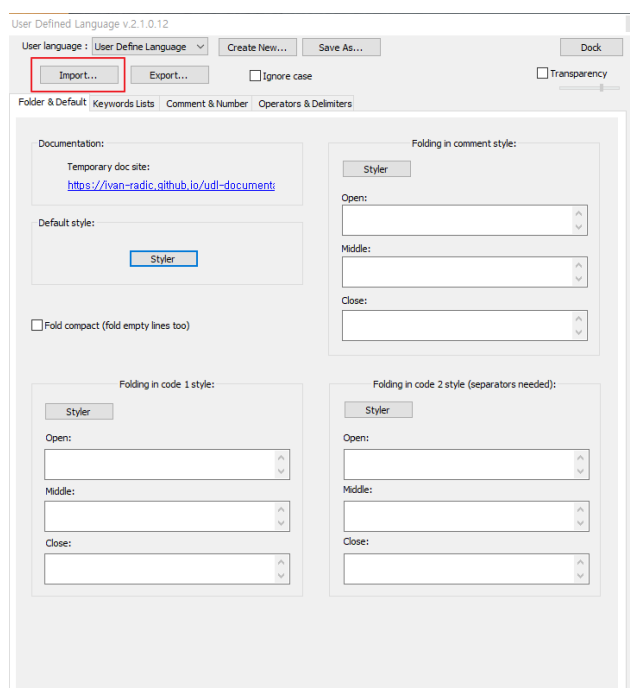 User Defined Language v.2.1.0.12
User language : User Define Language Create New... Save As... Dock
Import... Export... Ignore case Transparency
Folder & Default Keywords Lists Comment & Number Operators & Delimiters
Documentation:
Temporary doc site:
https://ivan-radic.github.io/udl-documenta
Default style:
Styler
Fold compact (fold empty lines too)
Folding in comment style:
Styler
Open:
Middle:
Close:
Folding in code 1 style:
Styler
Open:
Middle:
Close:
Folding in code 2 style (separators needed):
Styler
Open:
Middle:
Close: